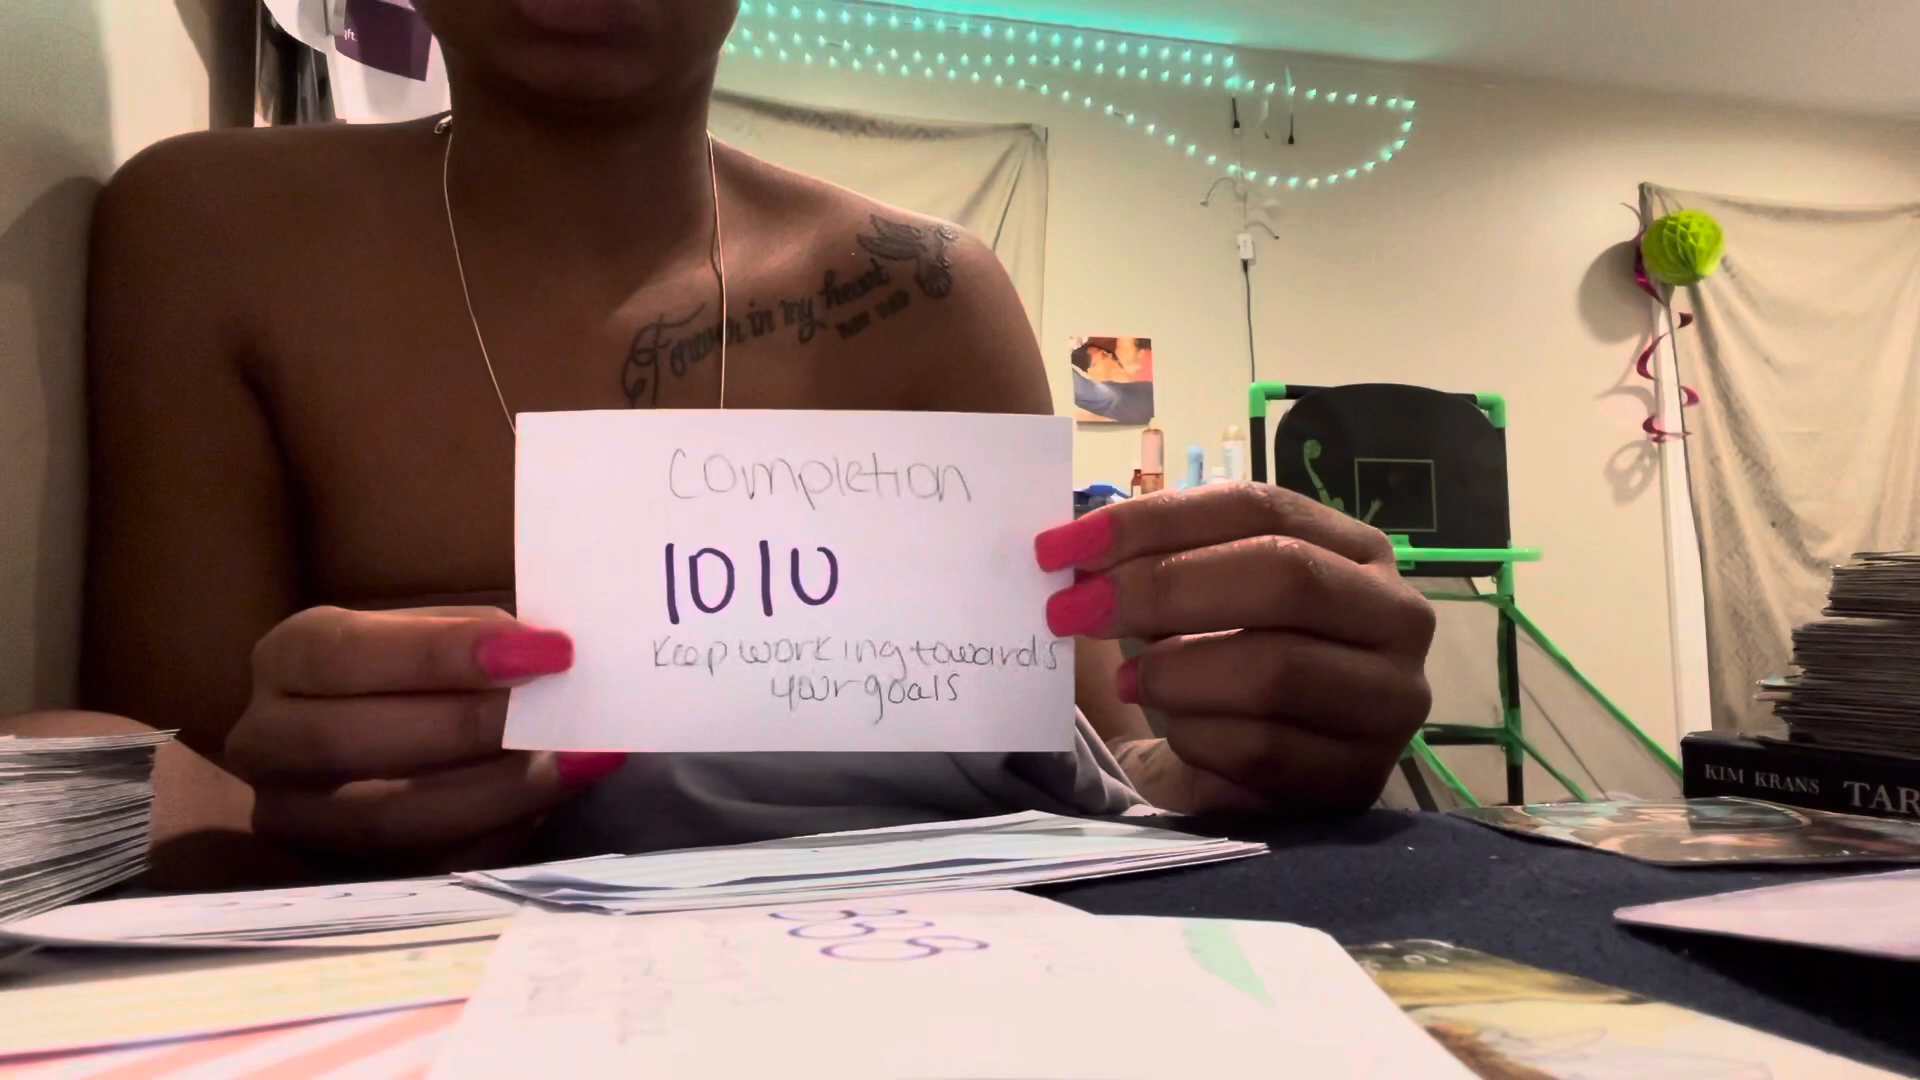 Forever in my heart
Completion
1010
Keep working towards
your goals
KIM KRANS TAR
888